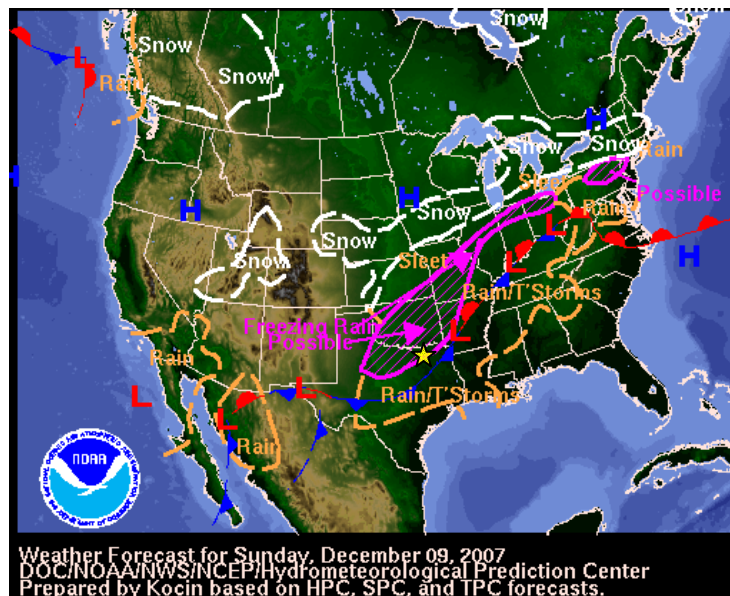 Snow
Snow
Snow
L
Rain
H
H
Snow
Snow
Snow
Rain
Sleet
Possible
H
H
Snow
Rain
Snow
L
H
Snow
Sleet
L
Rain/T'Storms
Freezing Rain
Possible
L
Rain
L
L
Rain/T'Storms
L
Rain
NOAA
Weather Forecast for Sunday, December 09, 2007
DOC/NOAA/NWS/NCEP/Hydrometeorological Prediction Center
Prepared by Kocin based on HPC, SPC, and TPC forecasts.